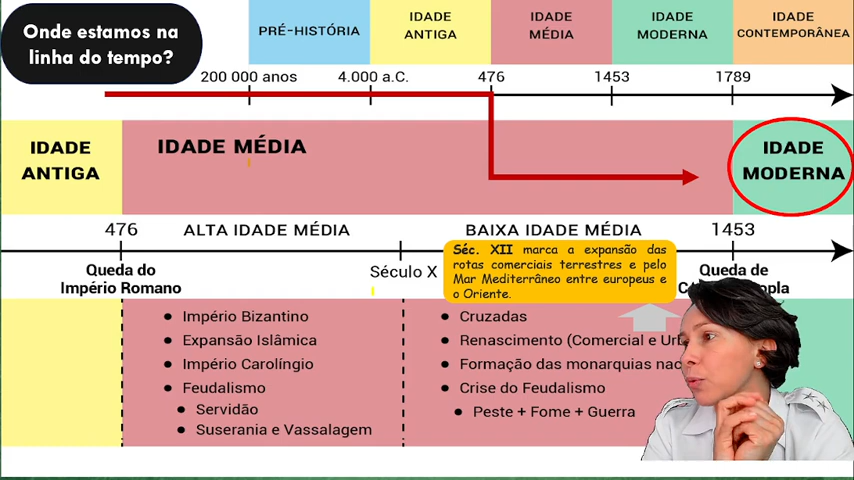 Onde estamos na
linha do tempo?
PRÉ-HISTÓRIA
IDADE
ANTIGA
IDADE
MÉDIA
IDADE
MODERNA
IDADE
CONTEMPORÂNEA
200 000 anos
4.000 a.C.
476
1453
1789
IDADE
ANTIGA
IDADE MÉDIA
IDADE
MODERNA
476
ALTA IDADE MÉDIA
BAIXA IDADE MÉDIA
1453
Queda do
Império Romano
Século X
Séc. XII marca a expansão das
rotas comerciais terrestres e pelo
Mar Mediterrâneo entre europeus e
o Oriente.
Queda de
• Império Bizantino
• Expansão Islâmica
• Império Carolíngio
• Feudalismo
• Servidão
• Suserania e Vassalagem
• Cruzadas
• Renascimento (Comercial e
• Formação das monarquias
• Crise do Feudalismo
• Peste + Fome + Guerra